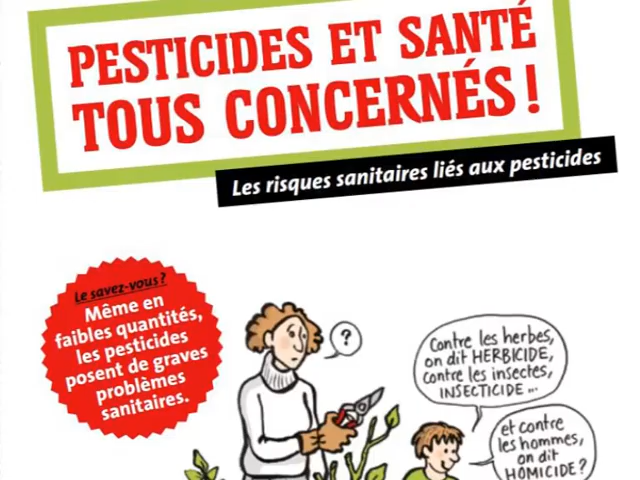 PESTICIDES ET SANTÉ
TOUS CONCERNÉS !
Les risques sanitaires liés aux pesticides
Le savez-vous ?
Même en
faibles quantités,
les pesticides
posent de graves
problèmes
sanitaires.
?
Contre les herbes,
on dit HERBICIDE,
contre les insectes,
INSECTICIDE ...
et contre
les hommes,
on dit
HOMICIDE ?